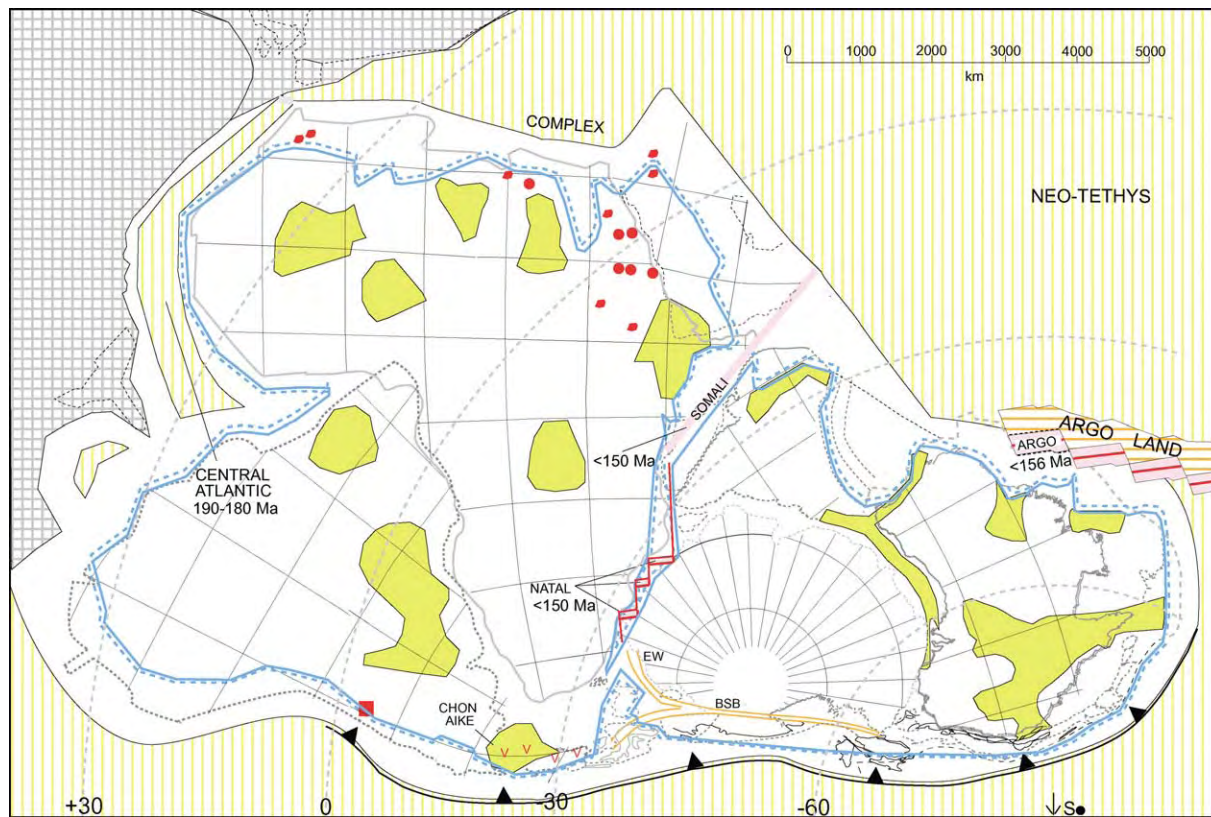 0 1000 2000 3000 4000 5000
km
COMPLEX
NEO-TETHYS
SOMALI
<150 Ma
ARGO LAND
ARGO
<156 Ma
CENTRAL
ATLANTIC
190-180 Ma
NATAL
<150 Ma
EW
BSB
CHON
AIKE
V V V V
+30 0 -30 -60 S